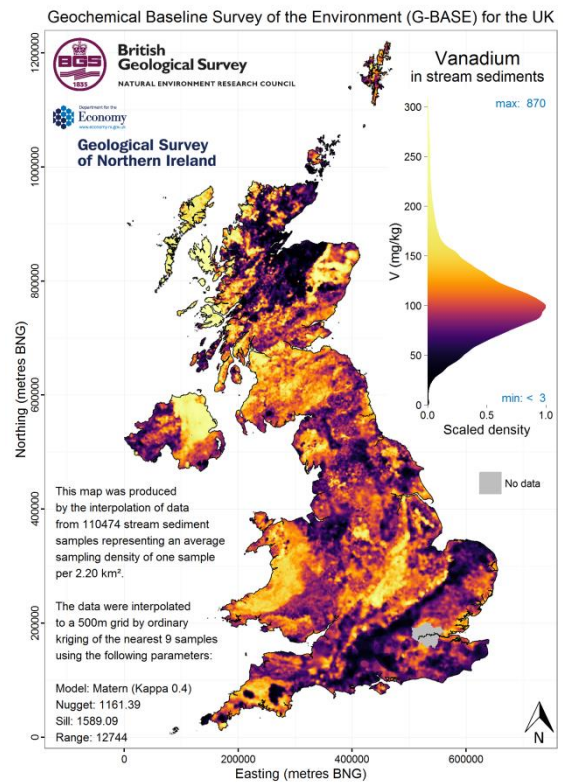 Geochemical Baseline Survey of the Environment (G-BASE) for the UK
BGS
1835
British
Geological Survey
NATURAL ENVIRONMENT RESEARCH COUNCIL
Department for the
Economy
www.economy-ni.gov.uk
Geological Survey
of Northern Ireland
Vanadium
in stream sediments
max: 870
300
250
200
150
100
50
0
V (mg/kg)
min: < 3
0.0
0.5
1.0
Scaled density
No data
This map was produced
by the interpolation of data
from 110474 stream sediment
samples representing an average
sampling density of one sample
per 2.20 km².
The data were interpolated
to a 500m grid by ordinary
kriging of the nearest 9 samples
using the following parameters:
Model: Matern (Kappa 0.4)
Nugget: 1161.39
Sill: 1589.09
Range: 12744
N
Northing (metres BNG)
1200000
1000000
800000
600000
400000
200000
0
0
200000
400000
600000
Easting (metres BNG)